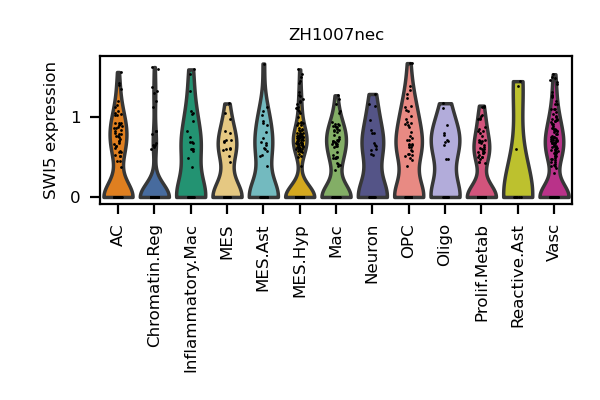 ZH1007nec
SWI5 expression
1
0
AC
Chromatin.Reg
Inflammatory.Mac
MES
MES.Ast
MES.Hyp
Mac
Neuron
OPC
Oligo
Prolif.Metab
Reactive.Ast
Vasc